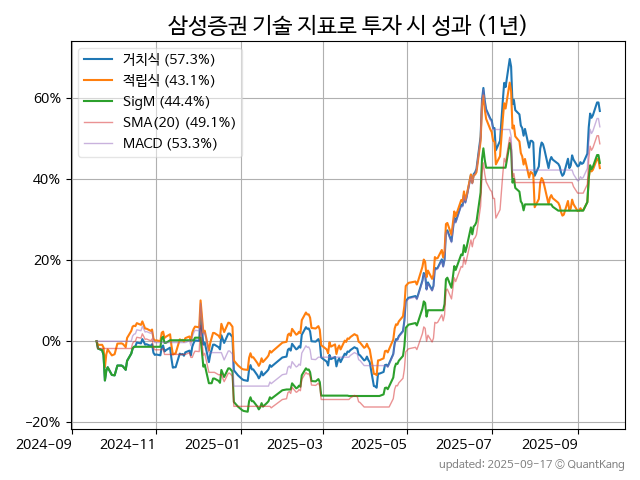 삼성증권 기술 지표로 투자 시 성과 (1년)
거치식 (57.3%)
적립식 (43.1%)
SigM (44.4%)
SMA(20) (49.1%)
MACD (53.3%)
60%
40%
20%
0%
−20%
2024-09 2024-11 2025-01 2025-03 2025-05 2025-07 2025-09
updated: 2025-09-17 © QuantKang